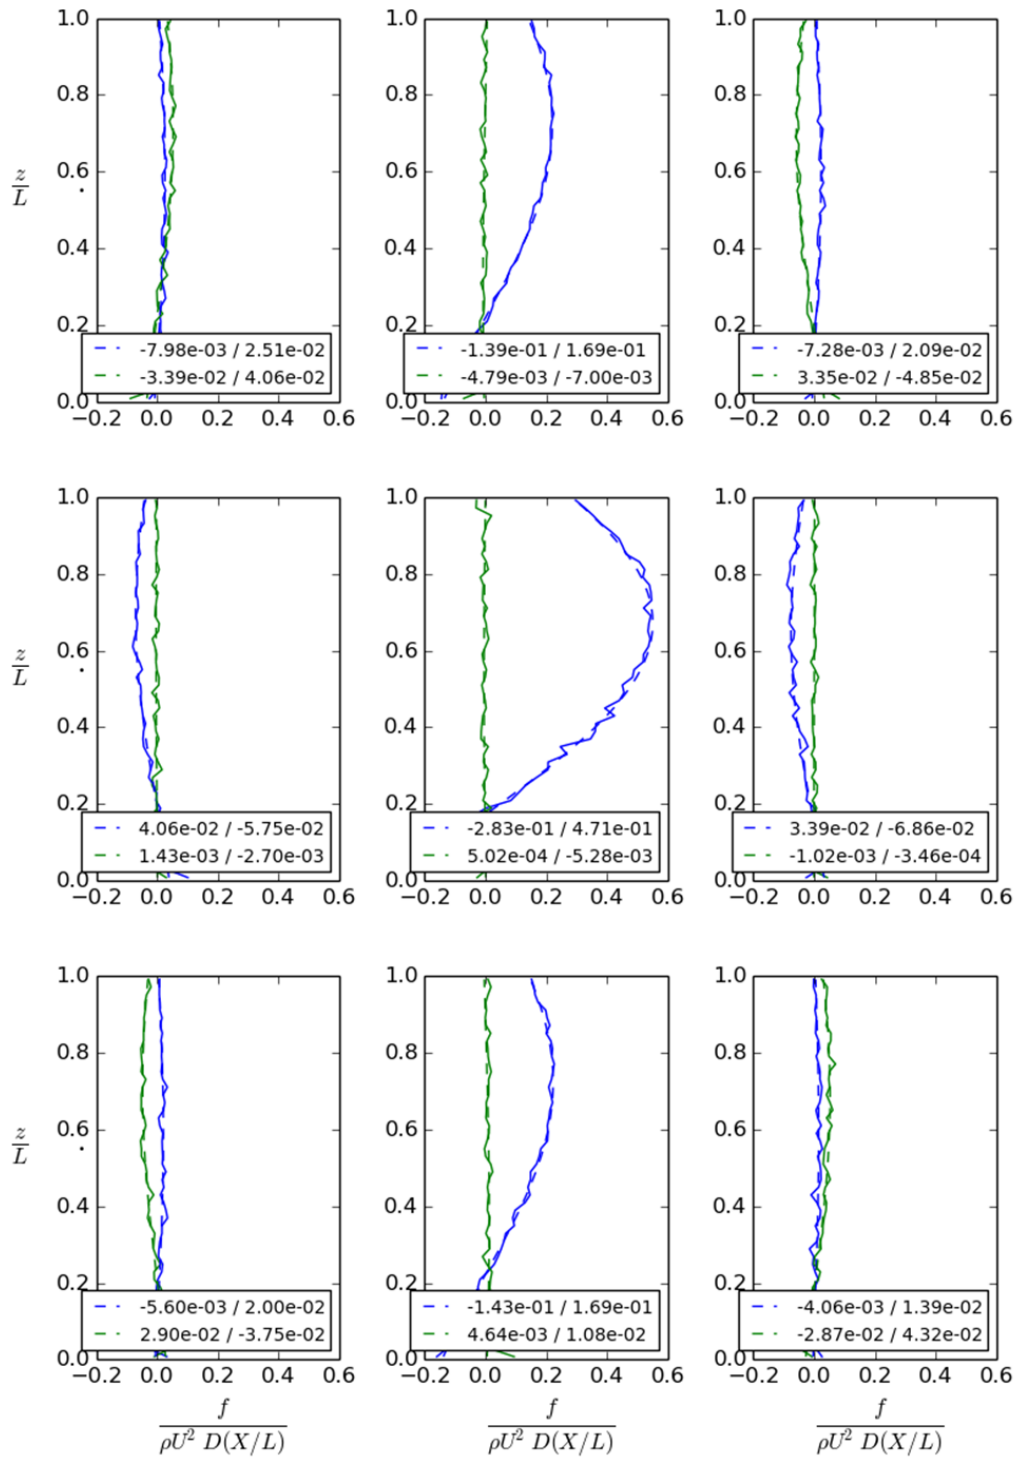 1.0 1.0 1.0
0.8 0.8 0.8
z/L 0.6 0.6 0.6
0.4 0.4 0.4
0.2 0.2 0.2
-7.98e-03 / 2.51e-02 -1.39e-01 / 1.69e-01 -7.28e-03 / 2.09e-02
-3.39e-02 / 4.06e-02 -4.79e-03 / -7.00e-03 3.35e-02 / -4.85e-02
0.0 0.0 0.0
−0.2 0.0 0.2 0.4 0.6 −0.2 0.0 0.2 0.4 0.6 −0.2 0.0 0.2 0.4 0.6
1.0 1.0 1.0
0.8 0.8 0.8
z/L 0.6 0.6 0.6
0.4 0.4 0.4
0.2 0.2 0.2
4.06e-02 / -5.75e-02 -2.83e-01 / 4.71e-01 3.39e-02 / -6.86e-02
1.43e-03 / -2.70e-03 5.02e-04 / -5.28e-03 -1.02e-03 / -3.46e-04
0.0 0.0 0.0
−0.2 0.0 0.2 0.4 0.6 −0.2 0.0 0.2 0.4 0.6 −0.2 0.0 0.2 0.4 0.6
1.0 1.0 1.0
0.8 0.8 0.8
z/L 0.6 0.6 0.6
0.4 0.4 0.4
0.2 0.2 0.2
-5.60e-03 / 2.00e-02 -1.43e-01 / 1.69e-01 -4.06e-03 / 1.39e-02
2.90e-02 / -3.75e-02 4.64e-03 / 1.08e-02 -2.87e-02 / 4.32e-02
0.0 0.0 0.0
−0.2 0.0 0.2 0.4 0.6 −0.2 0.0 0.2 0.4 0.6 −0.2 0.0 0.2 0.4 0.6
f f f
ρU² D(X/L) ρU² D(X/L) ρU² D(X/L)